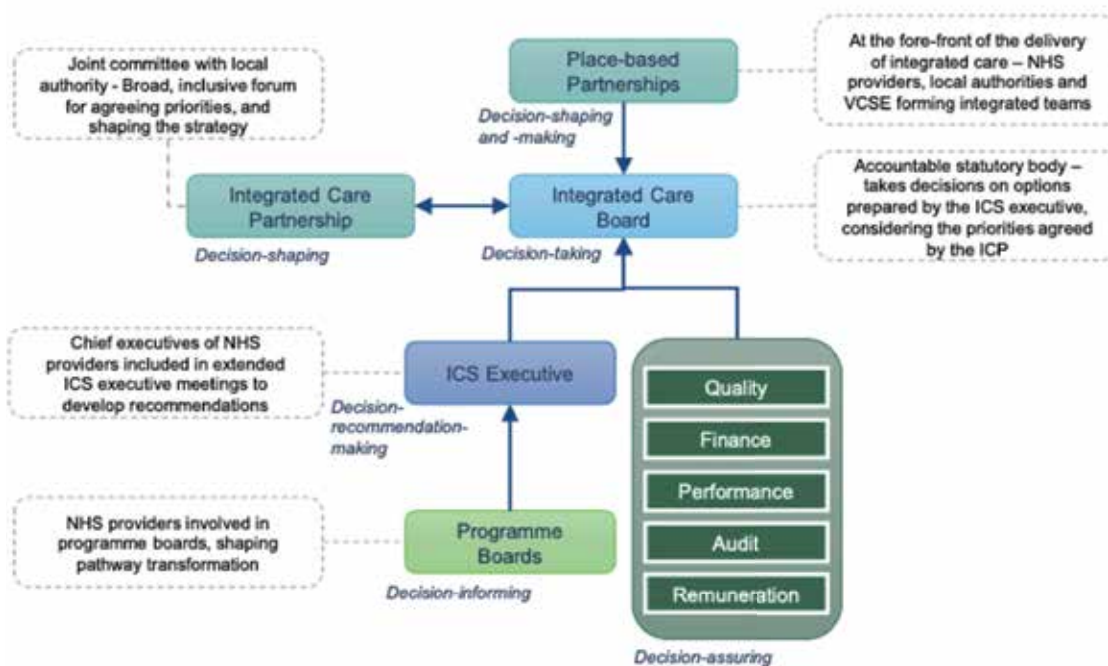 Joint committee with local
authority - Broad, inclusive forum
for agreeing priorities, and
shaping the strategy
Place-based
Partnerships
At the fore-front of the delivery
of integrated care – NHS
providers, local authorities and
VCSE forming integrated teams
Decision-shaping
and -making
Integrated Care
Partnership
Decision-shaping
Integrated Care
Board
Decision-taking
Accountable statutory body –
takes decisions on options
prepared by the ICS executive,
considering the priorities agreed
by the ICP
Chief executives of NHS
providers included in extended
ICS executive meetings to
develop recommendations
ICS Executive
Decision-
recommendation-
making
NHS providers involved in
programme boards, shaping
pathway transformation
Programme
Boards
Decision-informing
Quality
Finance
Performance
Audit
Remuneration
Decision-assuring